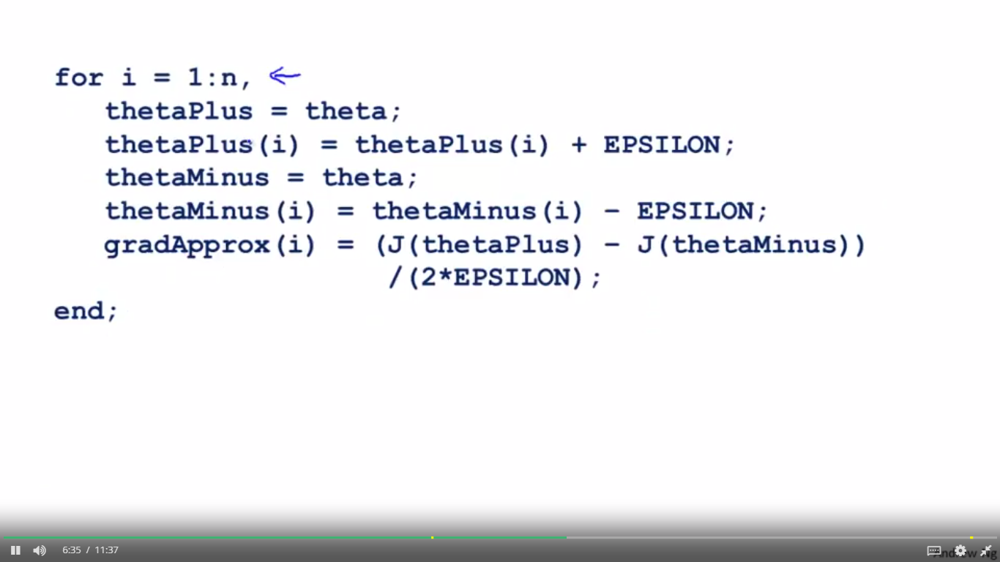 for i = 1:n,
thetaPlus = theta;
thetaPlus(i) = thetaPlus(i) + EPSILON;
thetaMinus = theta;
thetaMinus(i) = thetaMinus(i) - EPSILON;
gradApprox(i) = (J(thetaPlus) - J(thetaMinus))
/(2*EPSILON);
end;
6:35 / 11:37
Andrew Ng